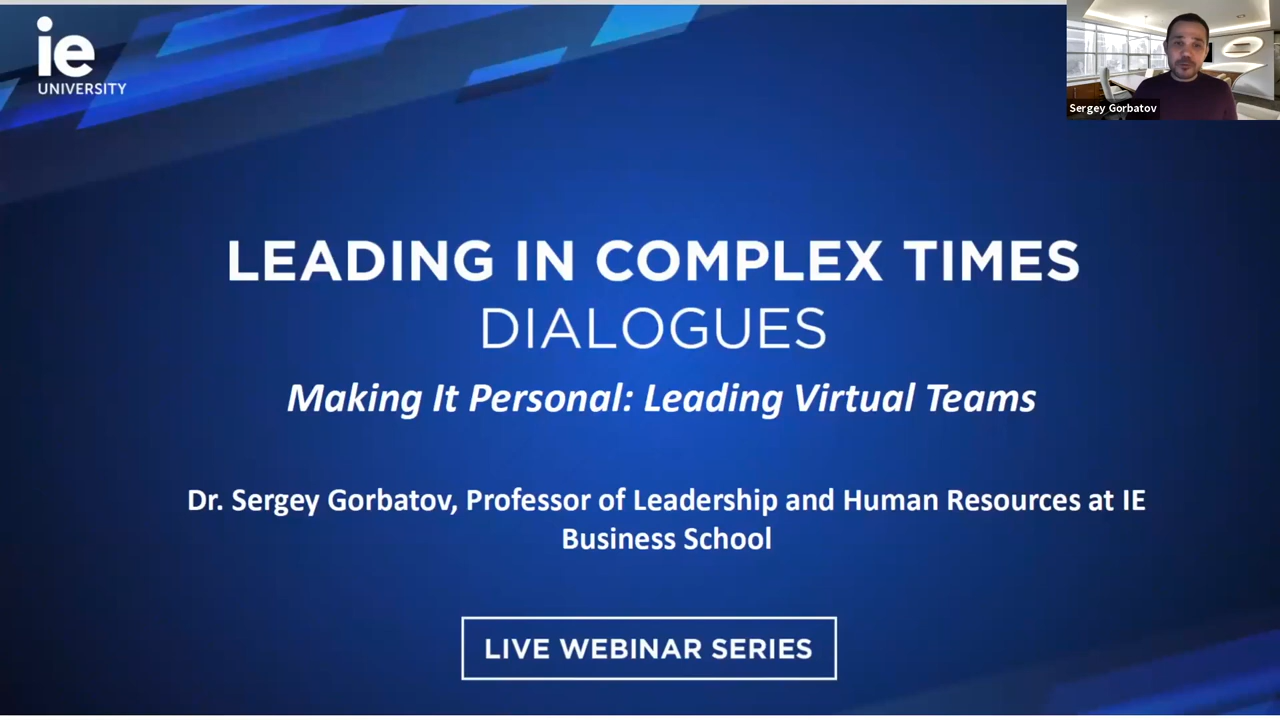 ie
UNIVERSITY
Sergey Gorbatov
LEADING IN COMPLEX TIMES
DIALOGUES
Making It Personal: Leading Virtual Teams
Dr. Sergey Gorbatov, Professor of Leadership and Human Resources at IE
Business School
LIVE WEBINAR SERIES